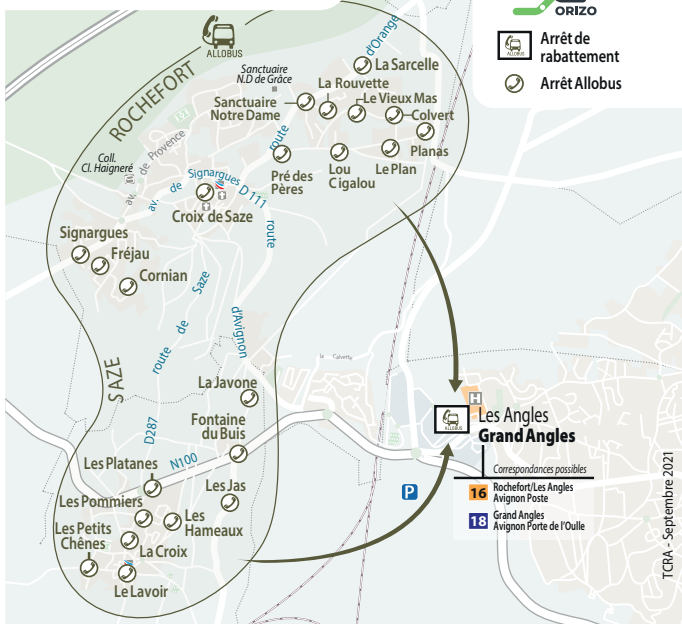 ORIZO
Arrêt de
rabattement
ALLOBUS
Arrêt Allobus
ALLOBUS
ROCHEFORT
SAZE
Sanctuaire
N.D de Grâce
d'Orange
La Sarcelle
La Rouvette
Le Vieux Mas
Sanctuaire
Notre Dame
Colvert
Planas
route
Coll.
Cl. Haigneré
av. de Provence
av. de Signargues D 111
Pré des
Pères
Lou
Cigalou
Le Plan
Croix de Saze
Signargues
Fréjau
Cornian
route
d'Avignon
route de Saze
D287
N100
La Javone
Fontaine
du Buis
Les Platanes
Les Jas
Les Pommiers
Les
Hameaux
Les Petits
Chênes
La Croix
Le Lavoir
P
H
ALLOBUS
Les Angles
Grand Angles
Correspondances possibles
16 Rochefort/Les Angles
Avignon Poste
18 Grand Angles
Avignon Porte de l'Oulle
TCRA - Septembre 2021